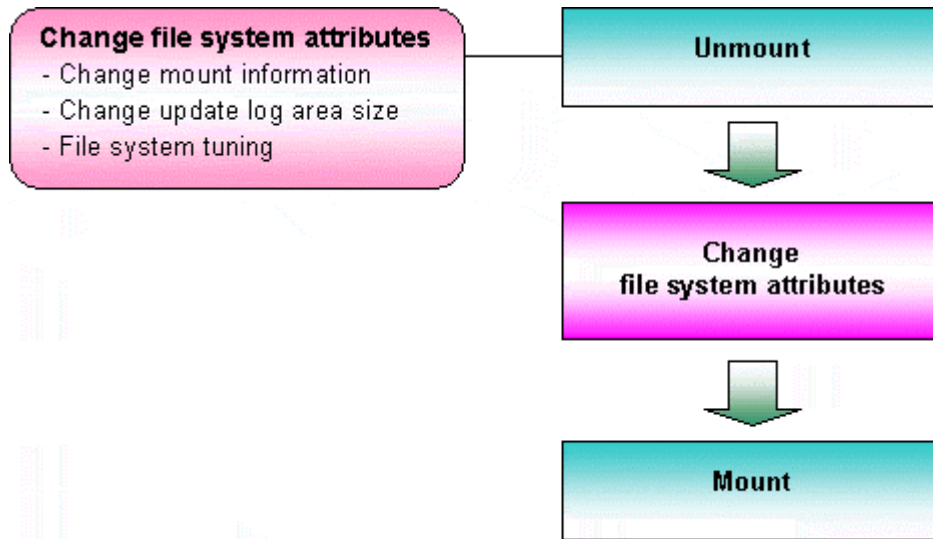 Change file system attributes
- Change mount information
- Change update log area size
- File system tuning
Unmount
Change
file system attributes
Mount